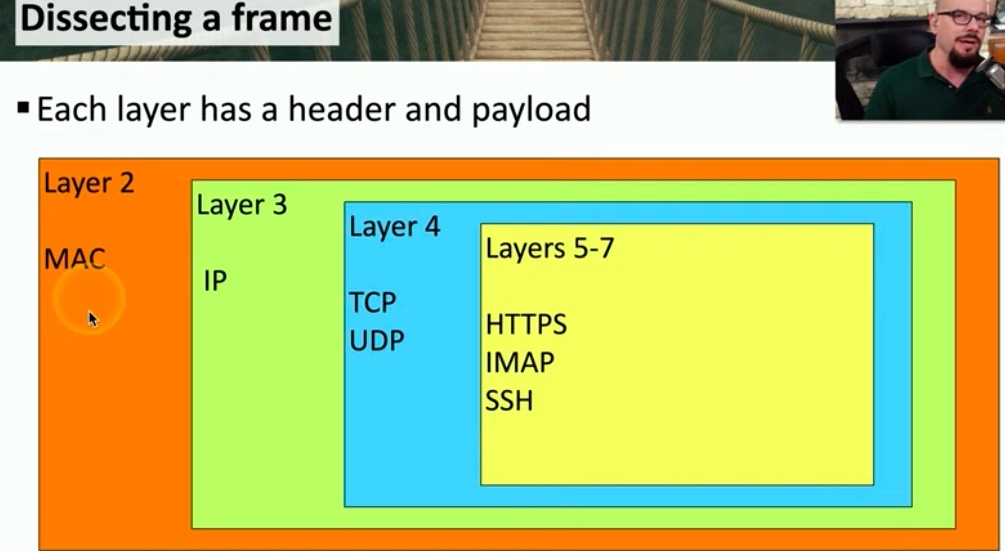 Dissecting a frame
▪ Each layer has a header and payload
Layer 2
MAC
Layer 3
IP
Layer 4
TCP
UDP
Layers 5-7
HTTPS
IMAP
SSH